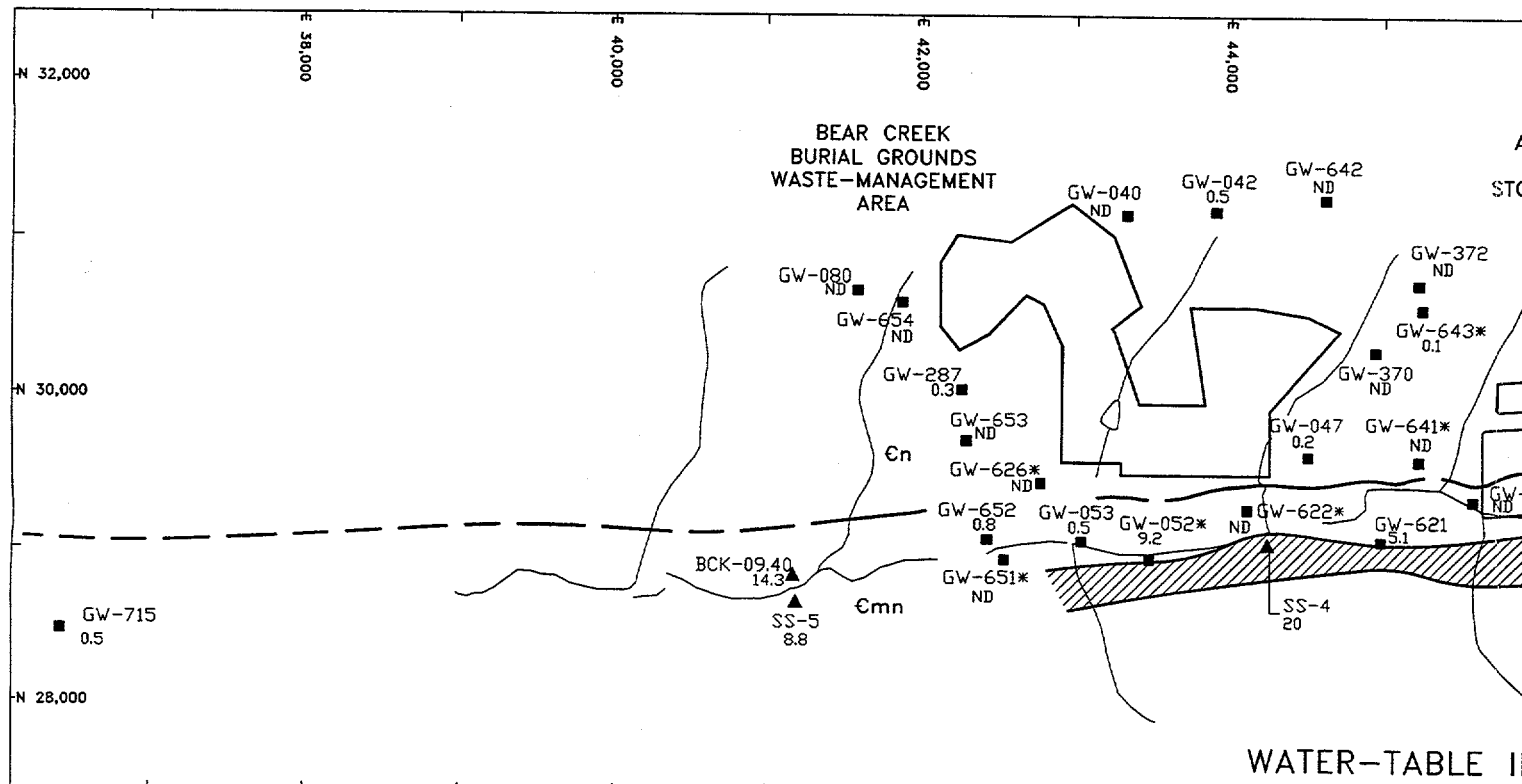 E 38,000
E 40,000
E 42,000
E 44,000
N 32,000
BEAR CREEK
BURIAL GROUNDS
WASTE-MANAGEMENT
AREA
A
STO
GW-040
ND
GW-042
0.5
GW-642
ND
GW-372
ND
GW-080
ND
GW-654
ND
GW-643*
0.1
GW-370
ND
N 30,000
GW-287
0.3
GW-653
ND
GW-047
0.2
GW-641*
ND
Єn
GW-626*
ND
GW-652
0.8
GW-053
0.5
GW-052*
9.2
ND
GW-622*
GW-621
5.1
GW-
ND
BCK-09.40
14.3
GW-651*
ND
Єmn
SS-5
8.8
SS-4
20
GW-715
0.5
N 28,000
WATER-TABLE I